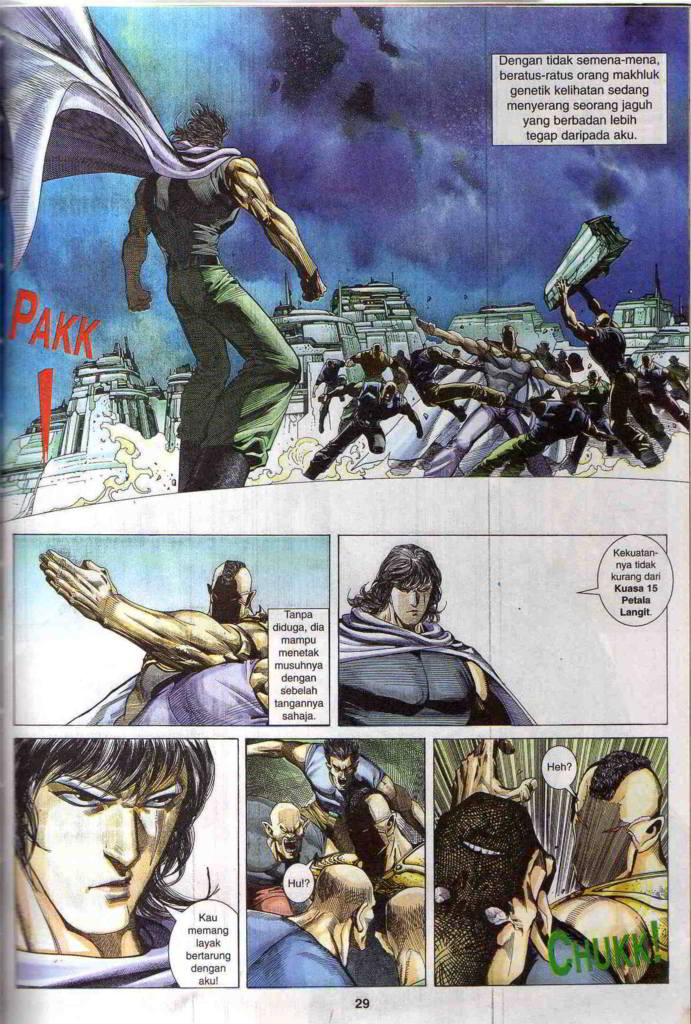 Dengan tidak semena-mena,
beratus-ratus orang makhluk
genetik kelihatan sedang
menyerang seorang jaguh
yang berbadan lebih
tegap daripada aku.
PAKK
!
Tanpa
diduga, dia
mampu
menetak
musuhnya
dengan
sebelah
tangannya
sahaja.
Kekuatan-
nya tidak
kurang dari
Kuasa 15
Petala
Langit.
Kau
memang
layak
bertarung
dengan
aku!
Hu!?
Heh?
CHUKK!
29